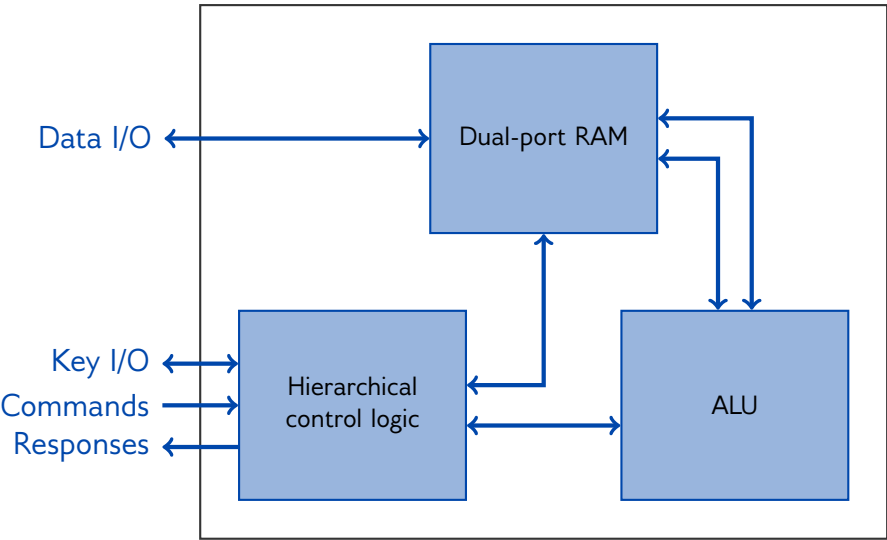 Data I/O
Dual-port RAM
Key I/O
Commands
Responses
Hierarchical
control logic
ALU